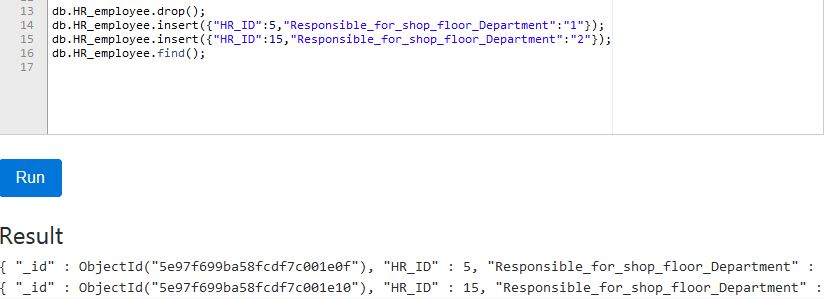 13 db.HR_employee.drop();
14 db.HR_employee.insert({"HR_ID":5,"Responsible_for_shop_floor_Department":"1"});
15 db.HR_employee.insert({"HR_ID":15,"Responsible_for_shop_floor_Department":"2"});
16 db.HR_employee.find();
17
Run
Result
{ "_id" : ObjectId("5e97f699ba58fcdf7c001e0f"), "HR_ID" : 5, "Responsible_for_shop_floor_Department" :
{ "_id" : ObjectId("5e97f699ba58fcdf7c001e10"), "HR_ID" : 15, "Responsible_for_shop_floor_Department" :